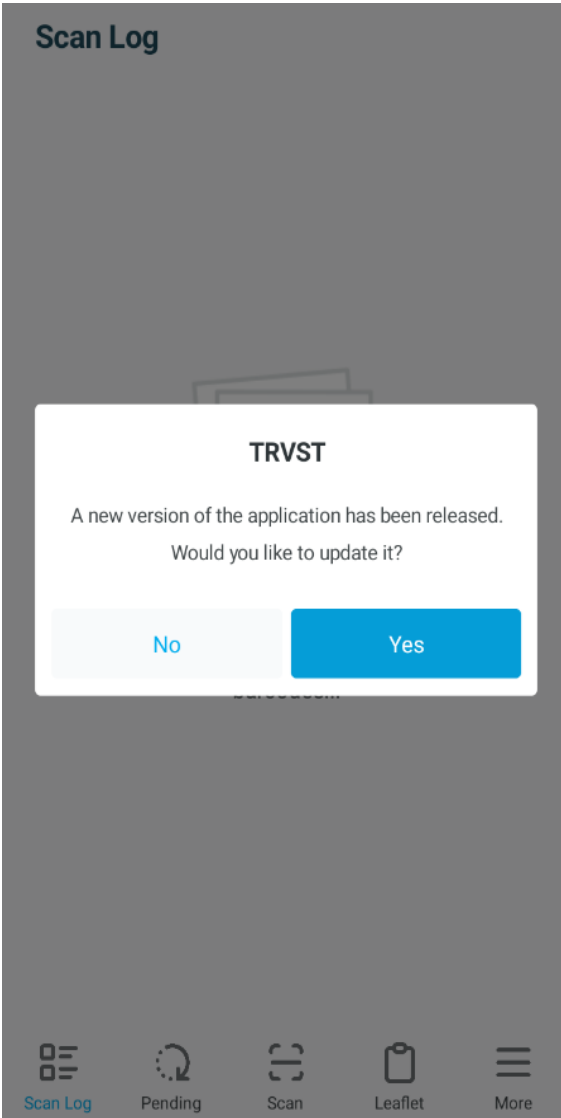 Scan Log
TRVST
A new version of the application has been released.
Would you like to update it?
No
Yes
Scan Log
Pending
Scan
Leaflet
More